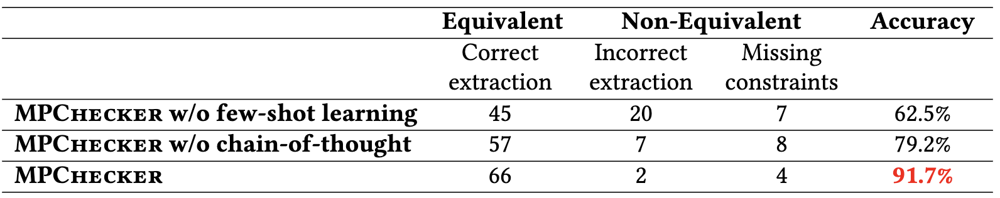 Equivalent Non-Equivalent Accuracy
Correct Incorrect Missing
extraction extraction constraints
MPCHECKER w/o few-shot learning 45 20 7 62.5%
MPCHECKER w/o chain-of-thought 57 7 8 79.2%
MPCHECKER 66 2 4 91.7%